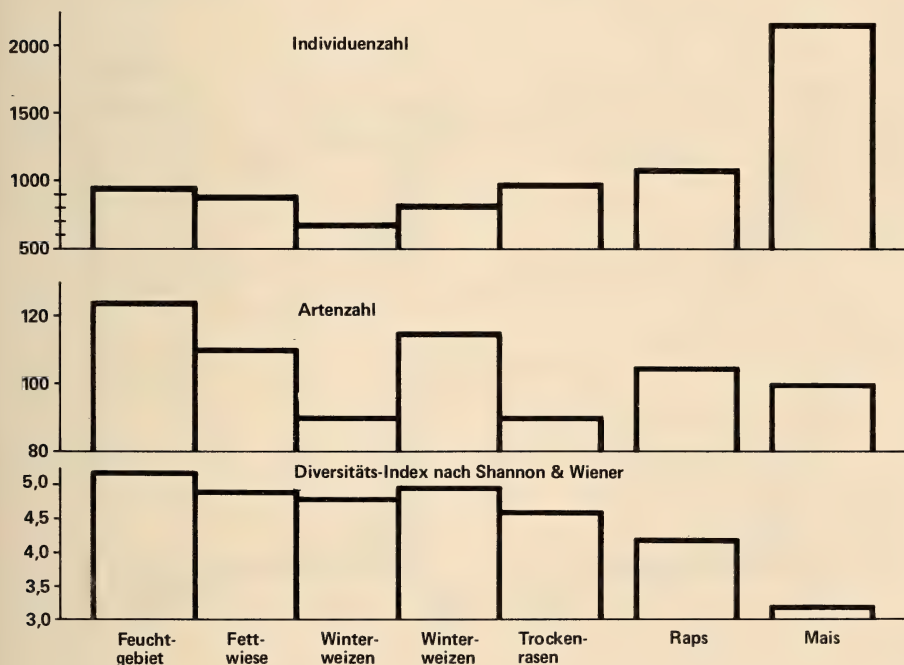 Individuenzahl
2000
1500
1000
500
Artenzahl
120
100
80
Diversitäts-Index nach Shannon & Wiener
5,0
4,5
4,0
3,5
3,0
Feucht- Fett- Winter- Winter- Trocken- Raps Mais
gebiet wiese weizen weizen rasen